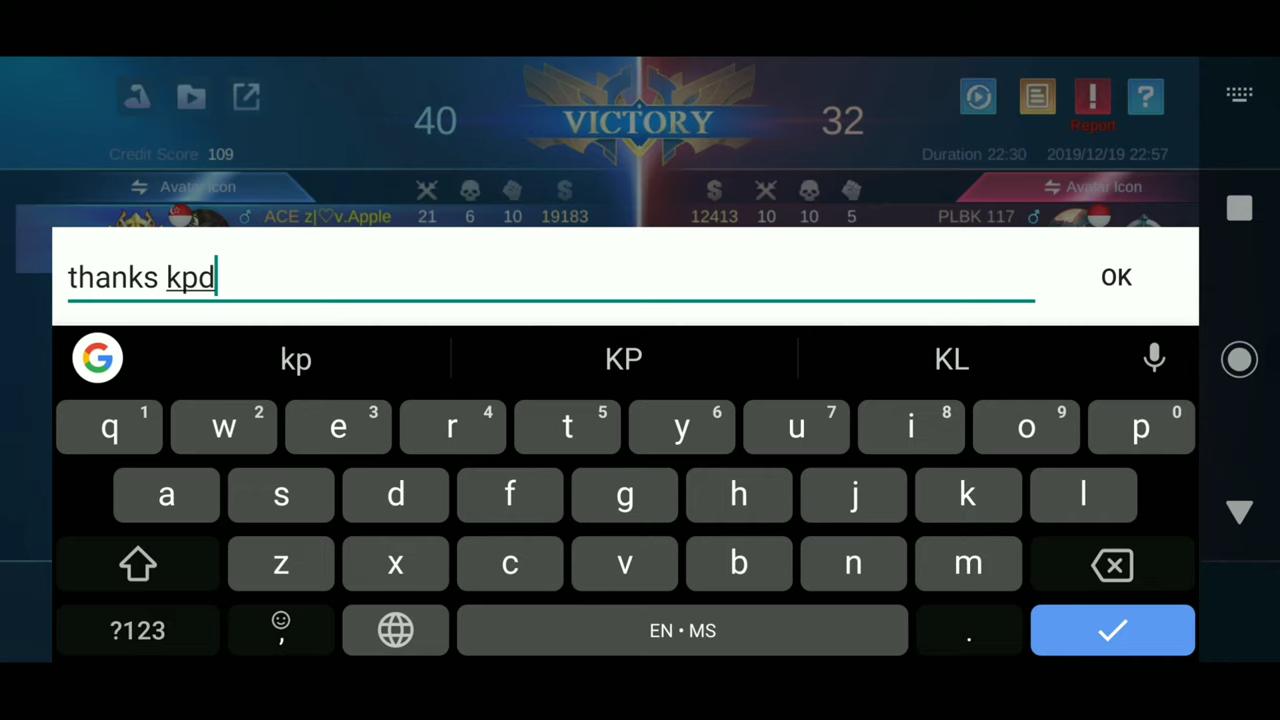 40 VICTORY 32
Report
Credit Score 109 Duration 22:30 2019/12/19 22:57
Avatar Icon Avatar Icon
ACE z|♡v.Apple 21 6 10 19183 12413 10 10 5 PLBK 117
thanks kpd OK
kp KP KL
q 1 w 2 e 3 r 4 t 5 y 6 u 7 i 8 o 9 p 0
a s d f g h j k l
z x c v b n m
?123 , EN • MS .